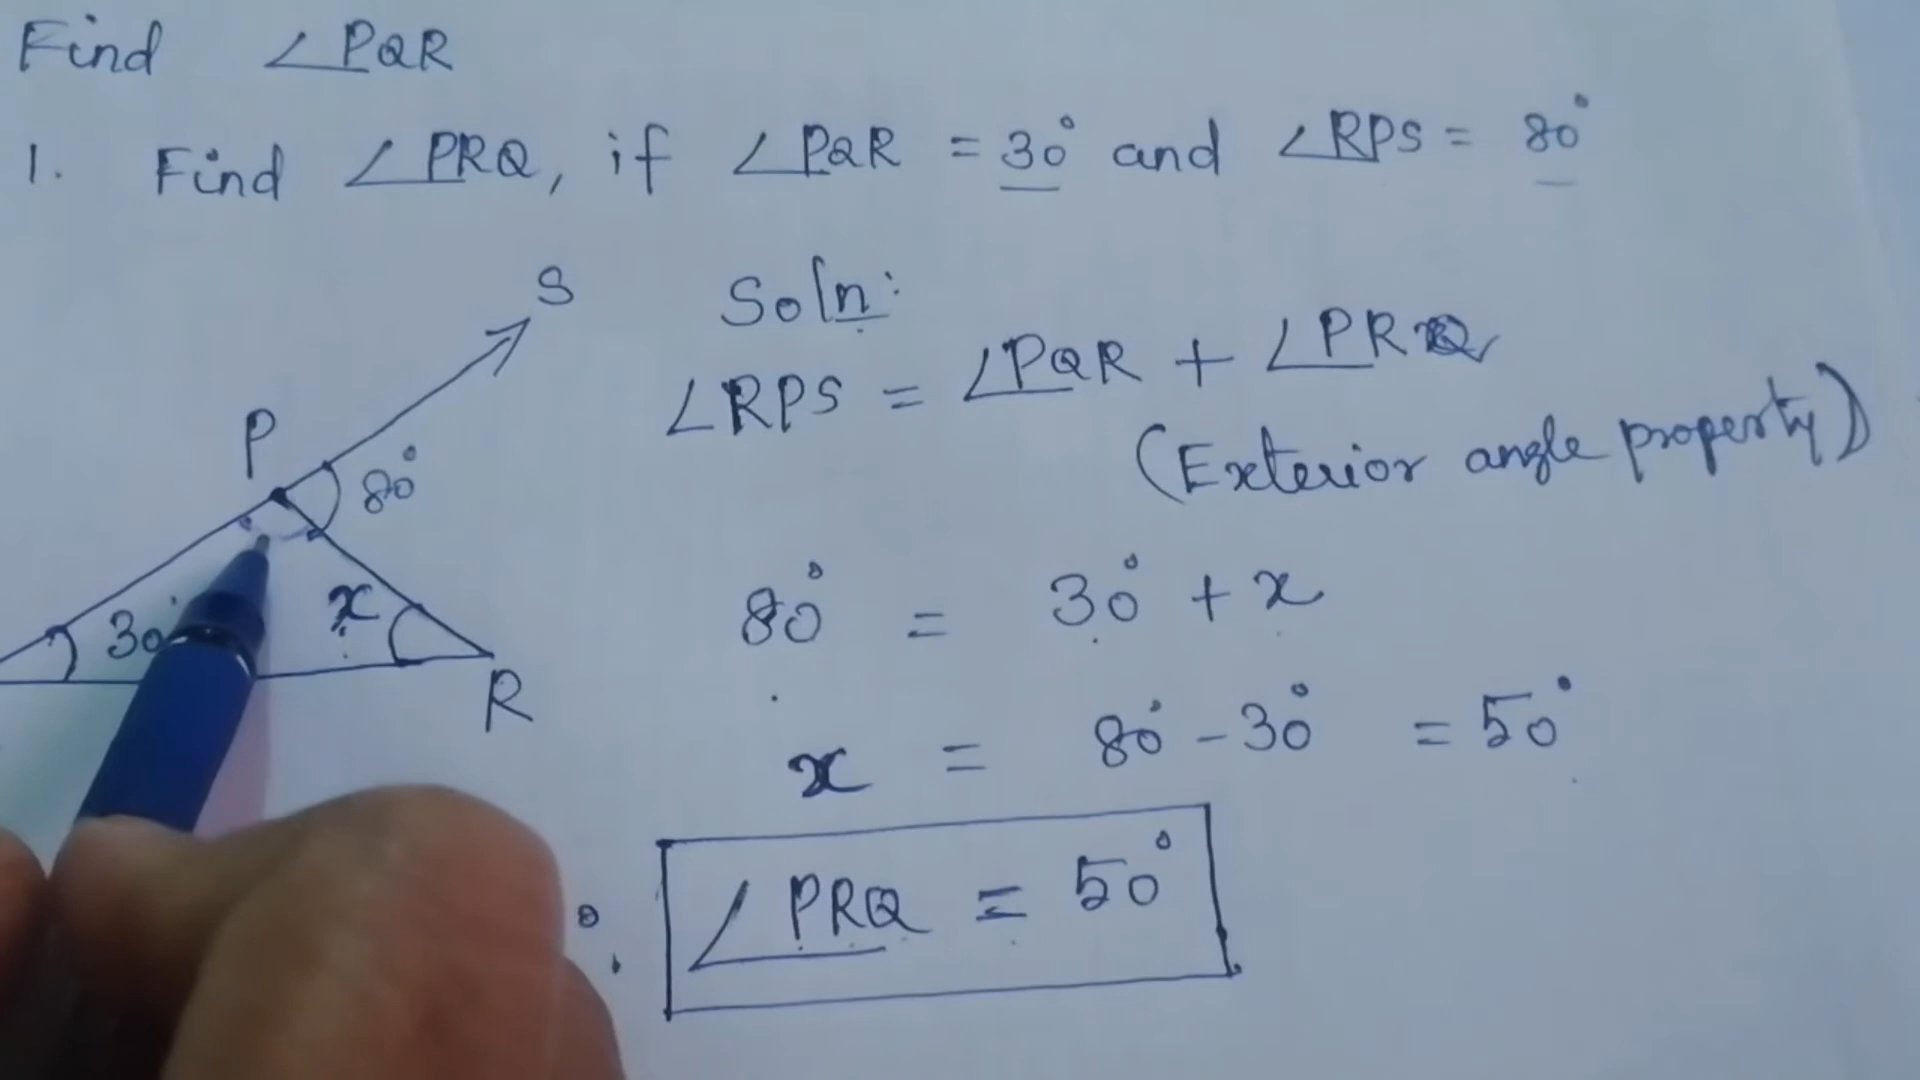 Find ∠PQR
1. Find ∠PRQ, if ∠PQR = 30° and ∠RPS = 80°
S
P
80°
30°
x
R
Soln:
∠RPS = ∠PQR + ∠PRQ
(Exterior angle property)
80° = 30° + x
x = 80° - 30° = 50°
∴ ∠PRQ = 50°